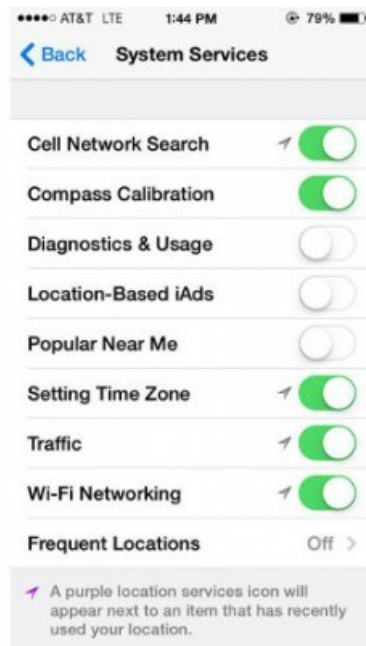 AT&T LTE 1:44 PM 79%
Back System Services
Cell Network Search
Compass Calibration
Diagnostics & Usage
Location-Based iAds
Popular Near Me
Setting Time Zone
Traffic
Wi-Fi Networking
Frequent Locations Off
A purple location services icon will
appear next to an item that has recently
used your location.